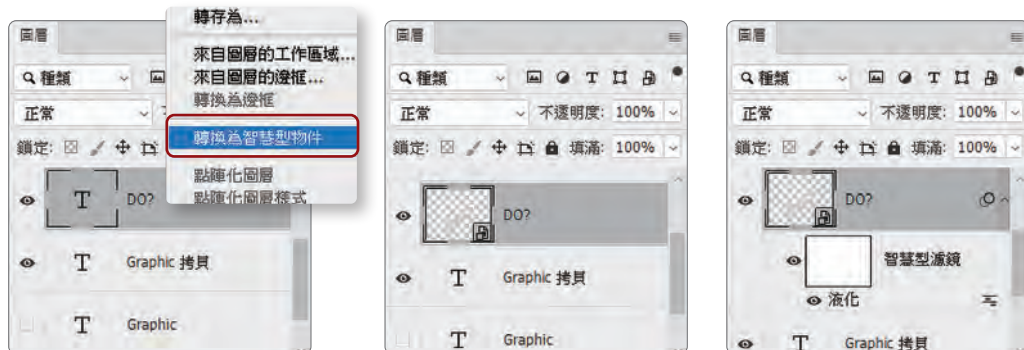 圖層
種類
正常
鎖定:
T DO?
T Graphic 拷貝
T Graphic
轉存為...
來自圖層的工作區域...
來自圖層的邊框...
轉換為邊框
轉換為智慧型物件
點陣化圖層
點陣化圖層樣式
圖層
種類 T
正常 不透明度: 100%
鎖定: 填滿: 100%
DO?
T Graphic 拷貝
T Graphic
圖層
種類 T
正常 不透明度: 100%
鎖定: 填滿: 100%
DO?
智慧型濾鏡
液化
T Graphic 拷貝